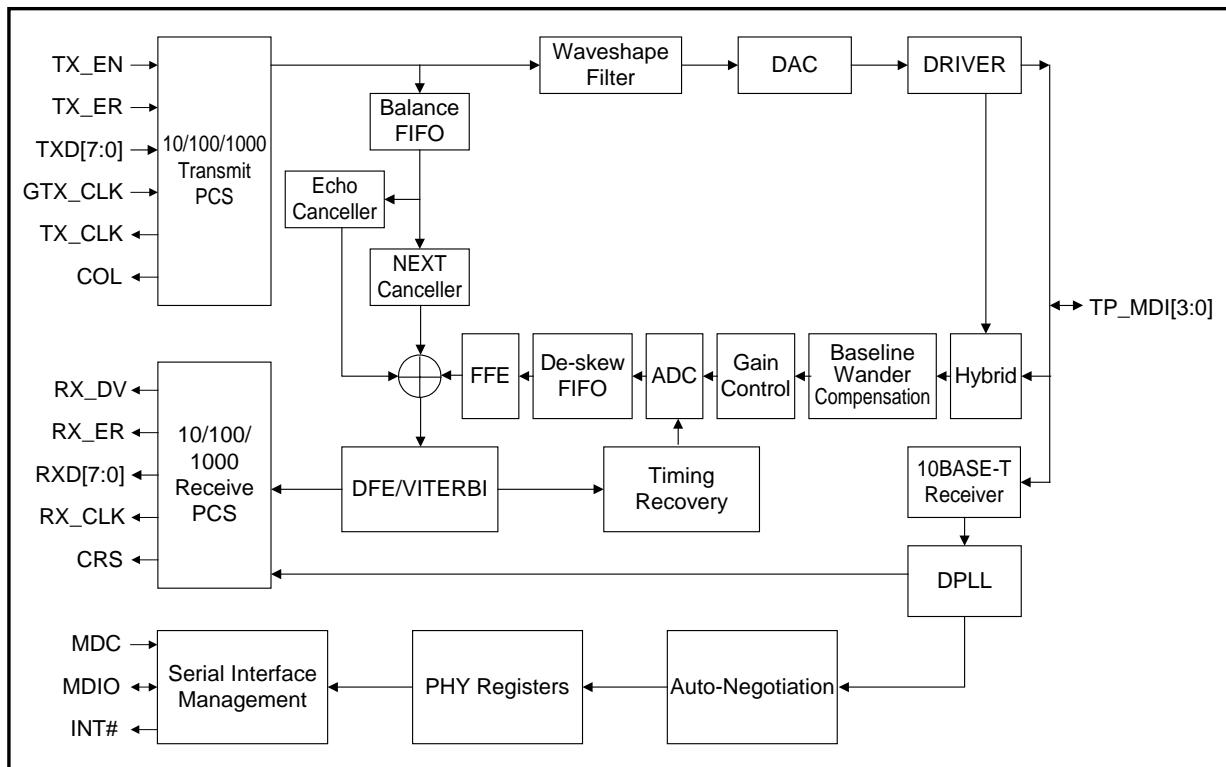 TX_EN
TX_ER
TXD[7:0]
GTX_CLK
TX_CLK
COL
10/100/1000
Transmit
PCS
Waveshape
Filter
DAC
DRIVER
Balance
FIFO
Echo
Canceller
NEXT
Canceller
TP_MDI[3:0]
RX_DV
RX_ER
RXD[7:0]
RX_CLK
CRS
10/100/
1000
Receive
PCS
FFE
De-skew
FIFO
ADC
Gain
Control
Baseline
Wander
Compensation
Hybrid
DFE/VITERBI
Timing
Recovery
10BASE-T
Receiver
DPLL
MDC
MDIO
INT#
Serial Interface
Management
PHY Registers
Auto-Negotiation